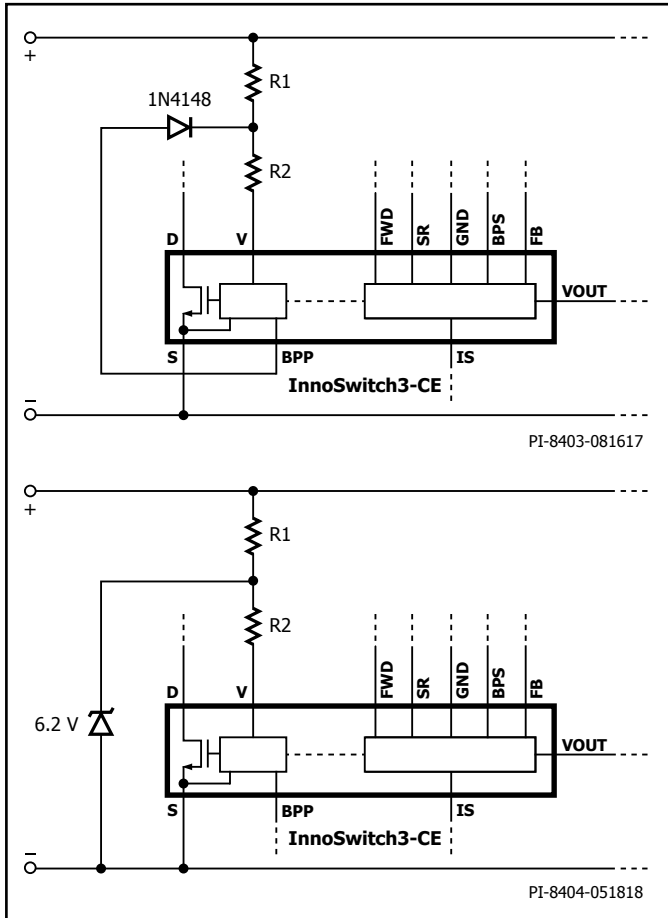 +
R1
1N4148
R2
D
V
FWD
SR
GND
BPS
FB
VOUT
S
BPP
IS
InnoSwitch3-CE
−
PI-8403-081617
+
R1
R2
6.2 V
D
V
FWD
SR
GND
BPS
FB
VOUT
S
BPP
IS
InnoSwitch3-CE
−
PI-8404-051818